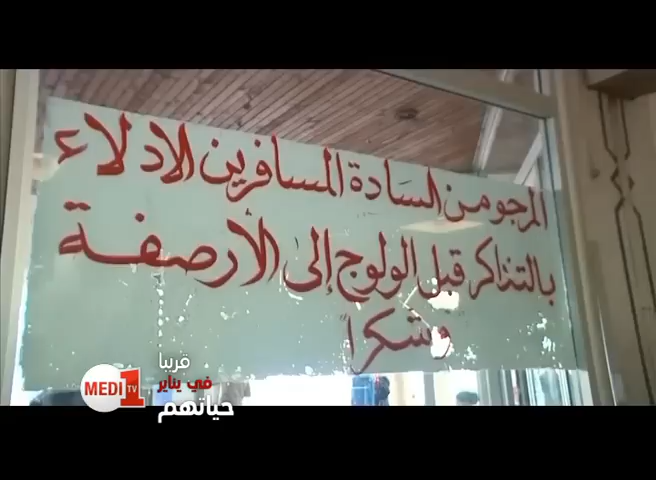 المرجو من السادة المسافرين الادلاء
بالتذاكر قبل الولوج إلى الأرصفة
وشكرا
قريبا
في يناير
حياتهم
MEDI1TV